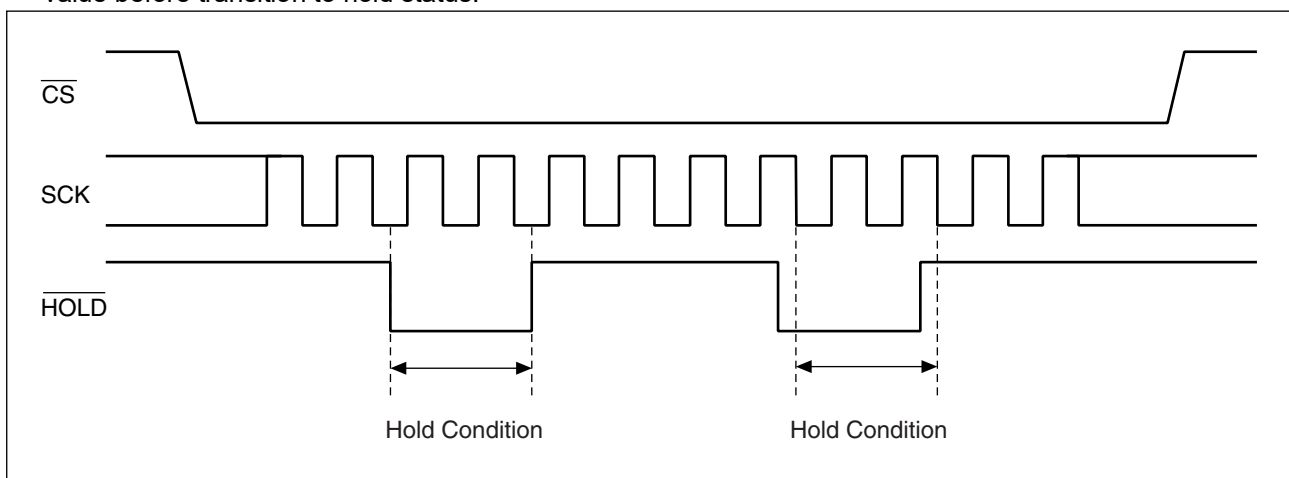 value before transition to hold status.
CS
SCK
HOLD
Hold Condition Hold Condition